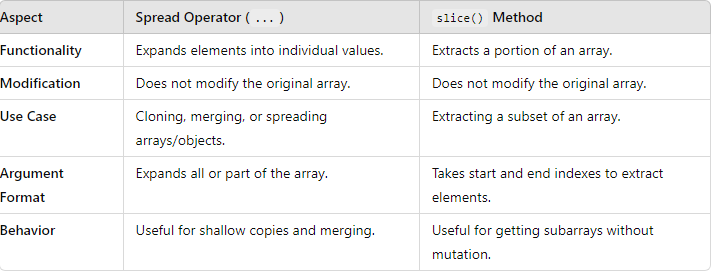 Aspect Spread Operator ( ... ) slice() Method
Functionality Expands elements into individual values. Extracts a portion of an array.
Modification Does not modify the original array. Does not modify the original array.
Use Case Cloning, merging, or spreading Extracting a subset of an array.
arrays/objects.
Argument Expands all or part of the array. Takes start and end indexes to extract
Format elements.
Behavior Useful for shallow copies and merging. Useful for getting subarrays without
mutation.